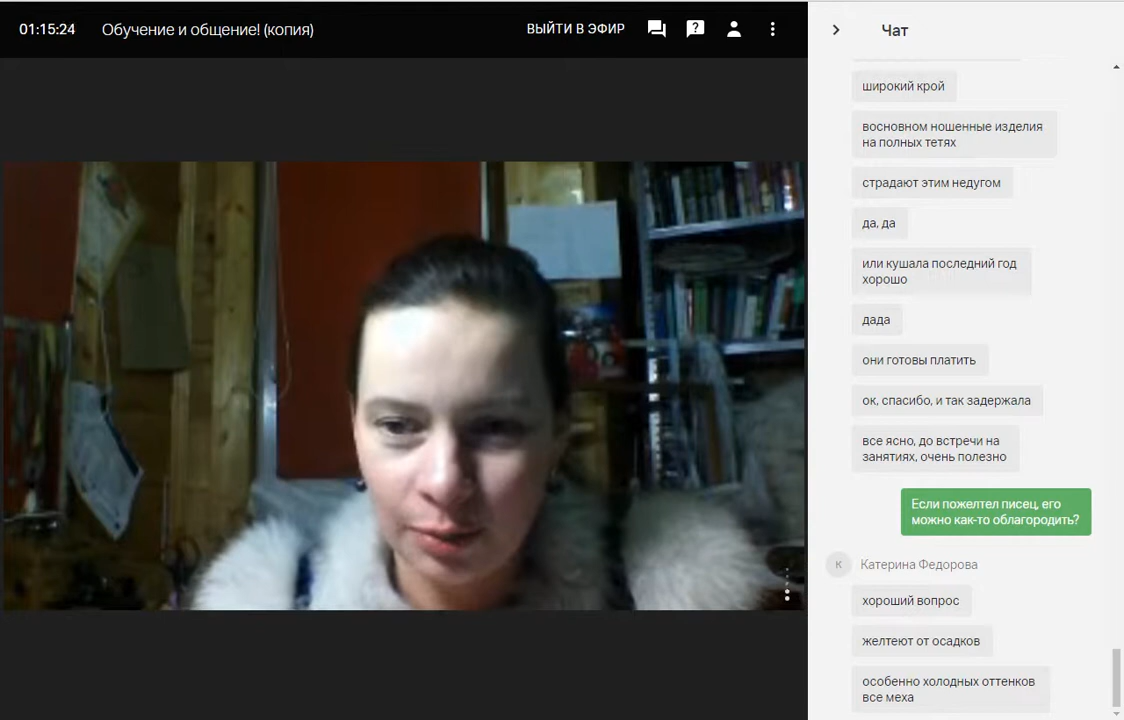 01:15:24
Обучение и общение! (копия)
ВЫЙТИ В ЭФИР
Чат
широкий крой
восновном ношенные изделия
на полных тетях
страдают этим недугом
да, да
или кушала последний год
хорошо
дада
они готовы платить
ок, спасибо, и так задержала
все ясно, до встречи на
занятиях, очень полезно
Если пожелтел писец, его
можно как-то облагородить?
К
Катерина Федорова
хороший вопрос
желтеют от осадков
особенно холодных оттенков
все меха